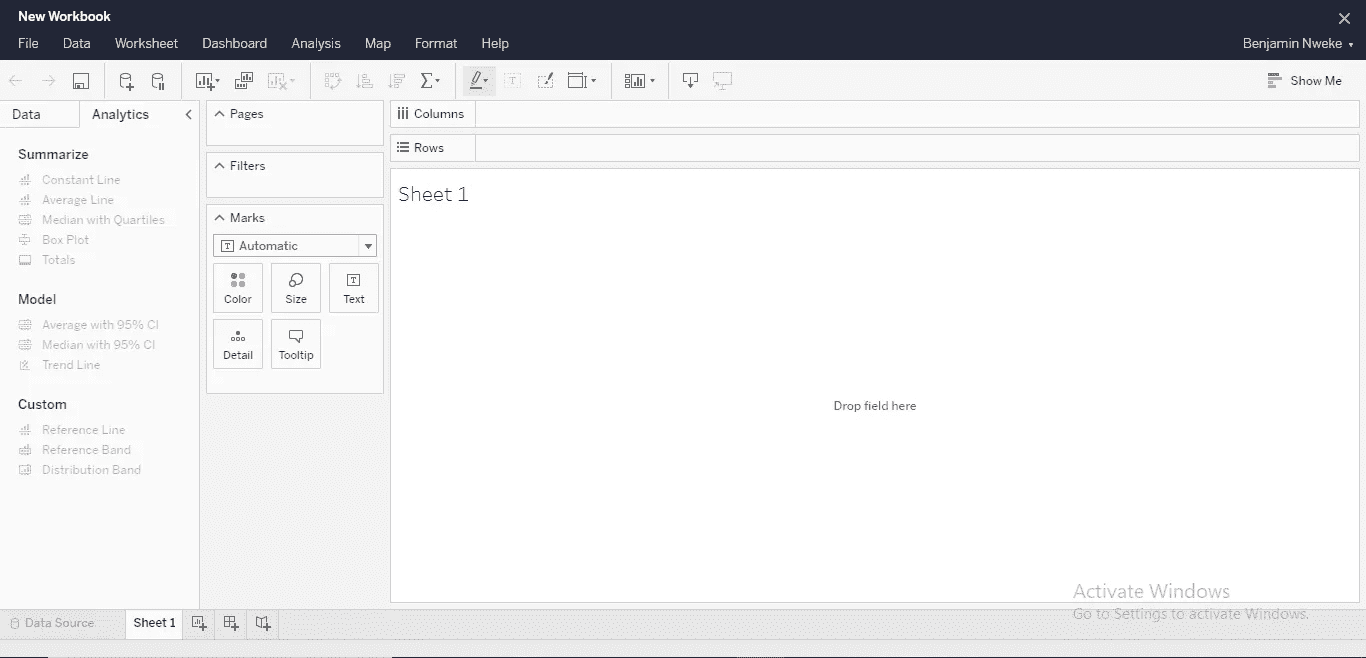 New Workbook
File Data Worksheet Dashboard Analysis Map Format Help
Benjamin Nweke
Show Me
Data Analytics
Summarize
Constant Line
Average Line
Median with Quartiles
Box Plot
Totals
Model
Average with 95% CI
Median with 95% CI
Trend Line
Custom
Reference Line
Reference Band
Distribution Band
Pages
Filters
Marks
Automatic
Color Size Text
Detail Tooltip
Columns
Rows
Sheet 1
Drop field here
Activate Windows
Go to Settings to activate Windows.
Data Source Sheet 1